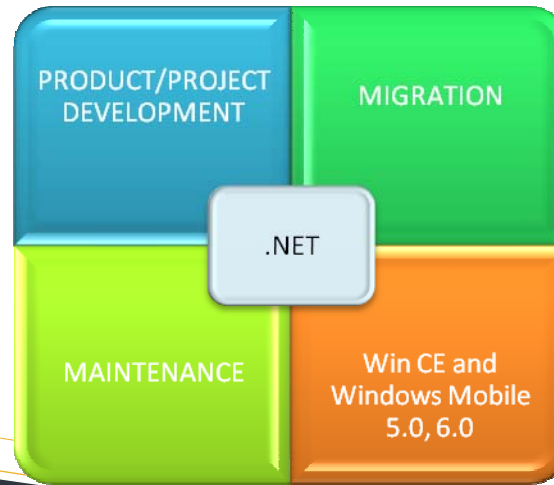 PRODUCT/PROJECT
DEVELOPMENT
MIGRATION
.NET
MAINTENANCE
Win CE and
Windows Mobile
5.0, 6.0